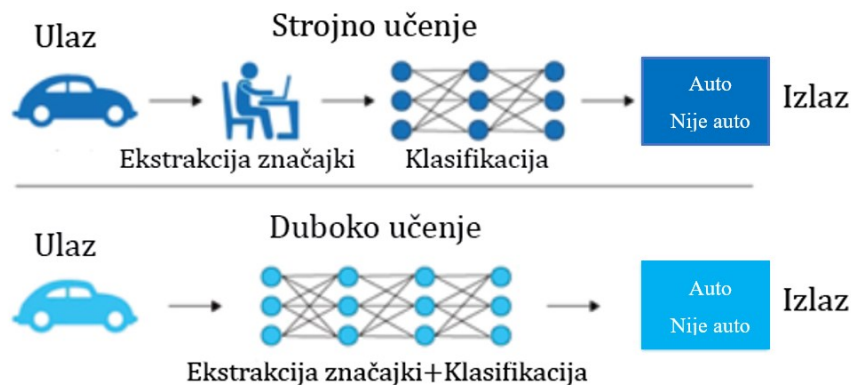 Strojno učenje
Ulaz
Auto
Nije auto
Izlaz
Ekstrakcija značajki
Klasifikacija
Duboko učenje
Ulaz
Auto
Nije auto
Izlaz
Ekstrakcija značajki+Klasifikacija